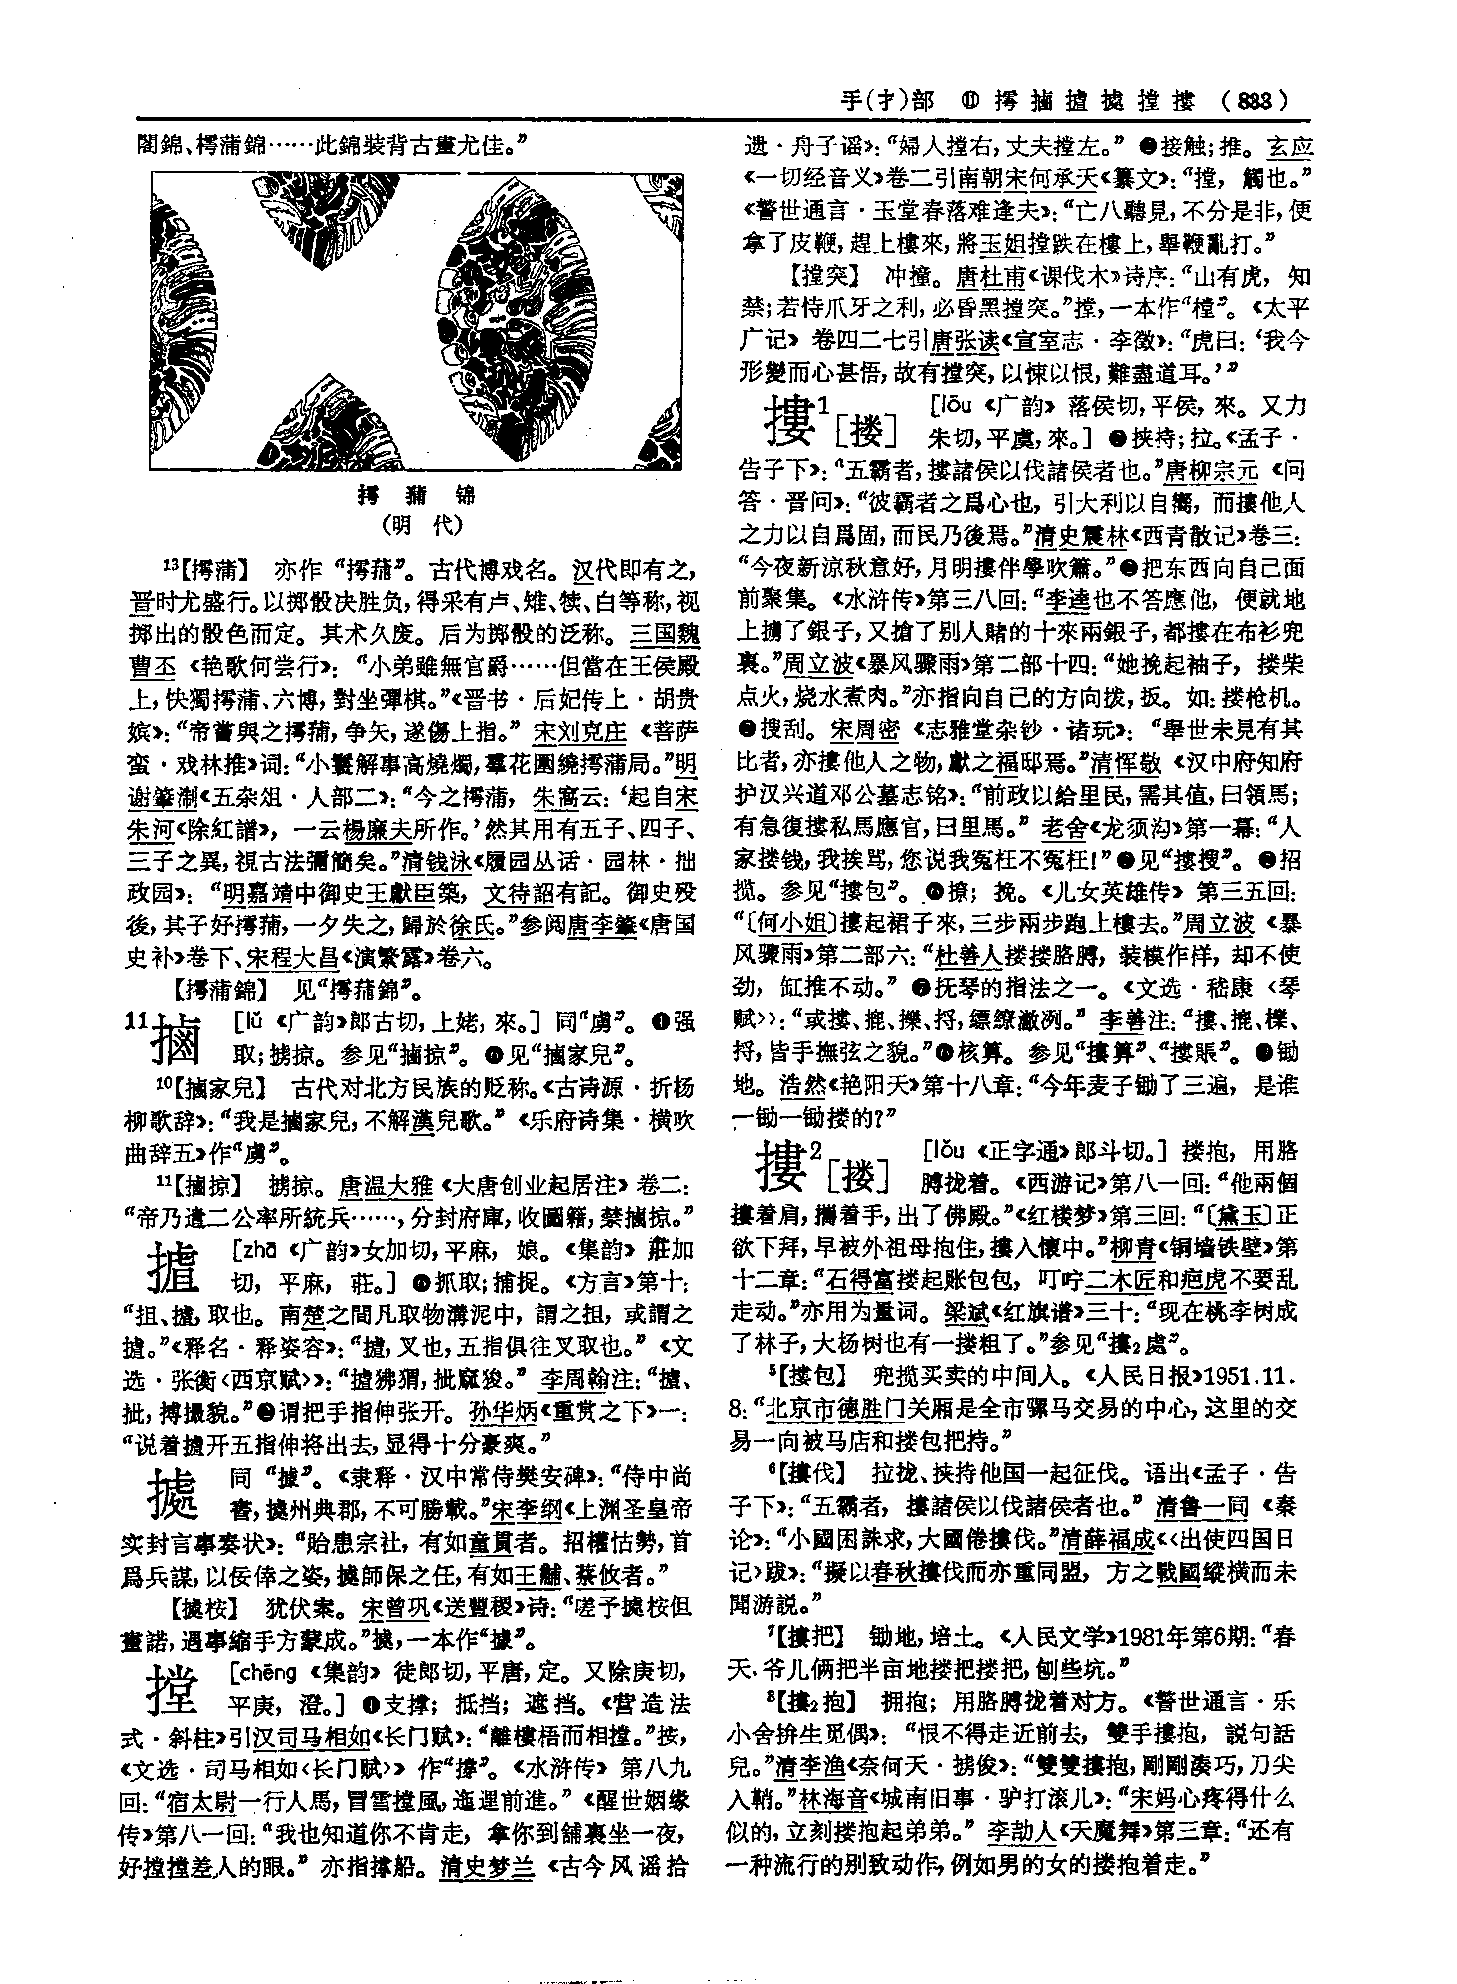 手(扌)部 ⑪ 摴摛摣㨿摚摟 (833)
閣錦、樗蒲錦……此錦裝背古畫尤佳。”
摴 蒱 锦
(明 代)
¹³【摴蒲】 亦作“摴蒱”。古代博戏名。汉代即有之，
晋时尤盛行。以掷骰决胜负，得采有卢、雉、犊、白等称，视
掷出的骰色而定。其术久废。后为掷骰的泛称。三国魏
曹丕《艳歌何尝行》：“小弟雖無官爵……但當在王侯殿
上，快獨摴蒲、六博，對坐彈棋。”《晋书·后妃传上·胡贵
嫔》：“帝嘗與之摴蒱，争矢，遂傷上指。” 宋刘克庄《菩萨
蛮·戏林推》词：“小鬟解事高燒燭，羣花圍繞摴蒲局。”明
谢肇淛《五杂俎·人部二》：“今之摴蒲，朱窩云：‘起自宋
朱河《除紅譜》，一云楊廉夫所作。’然其用有五子、四子、
三子之異，視古法彌簡矣。”清钱泳《履园丛话·园林·拙
政园》：“明嘉靖中御史王獻臣築，文待詔有記。御史殁
後，其子好摴蒱，一夕失之，歸於徐氏。”参阅唐李肇《唐国
史补》卷下、宋程大昌《演繁露》卷六。
【摴蒲錦】 见“摴蒱錦”。
11擄 [lǔ 《广韵》郎古切，上姥，來。] 同“虜”。❶强
取；掳掠。参见“擄掠”。❷见“擄家兒”。
¹⁰【擄家兒】 古代对北方民族的贬称。《古诗源·折杨
柳歌辞》：“我是擄家兒，不解漢兒歌。”《乐府诗集·横吹
曲辞五》作“虜”。
¹¹【擄掠】 掳掠。唐温大雅《大唐创业起居注》卷二：
“帝乃遣二公率所統兵……，分封府庫，收圖籍，禁擄掠。”
摣 [zhā 《广韵》女加切，平麻，娘。《集韵》莊加
切，平麻，莊。] ❶抓取；捕捉。《方言》第十：
“抯、摣，取也。南楚之間凡取物溝泥中，謂之抯，或謂之
摣。”《释名·释姿容》：“摣，叉也，五指俱往叉取也。”《文
选·张衡〈西京赋〉》：“摣狒猬，批窳狻。”李周翰注：“摣、
批，搏撮貌。”❷谓把手指伸张开。孙华炳《重赏之下》一：
“说着摣开五指伸将出去，显得十分豪爽。”
㨿 同“據”。《隶释·汉中常侍樊安碑》：“侍中尚
書，㨿州典郡，不可勝載。”宋李纲《上渊圣皇帝
实封言事奏状》：“貽患宗社，有如童貫者。招權怙勢，首
爲兵謀，以佞倖之姿，㨿師保之任，有如王黼、蔡攸者。”
【㨿桉】 犹伏案。宋曾巩《送豐稷》诗：“嗟予㨿桉但
畫諾，遇事縮手方蒙成。”㨿，一本作“據”。
摚 [chēng 《集韵》徒郎切，平唐，定。又除庚切，
平庚，澄。] ❶支撑；抵挡；遮挡。《营造法
式·斜柱》引汉司马相如《长门赋》：“離樓梧而相摚。”按，
《文选·司马相如〈长门赋〉》作“撐”。《水浒传》第八九
回：“宿太尉一行人馬，冒雪摚風，迤邐前進。”《醒世姻缘
传》第八一回：“我也知道你不肯走，拿你到舖裏坐一夜，
好摚摚差人的眼。”亦指撑船。清史梦兰《古今风谣拾
遗·舟子谣》：“婦人摚右，丈夫摚左。”❷接触；推。玄应
《一切经音义》卷二引南朝宋何承天《纂文》：“摚，觸也。”
《警世通言·玉堂春落难逢夫》：“亡八聽見，不分是非，便
拿了皮鞭，趕上樓來，將玉姐摚跌在樓上，舉鞭亂打。”
【摚突】 冲撞。唐杜甫《课伐木》诗序：“山有虎，知
禁；若恃爪牙之利，必昏黑摚突。”摚，一本作“橖”。《太平
广记》卷四二七引唐张读《宣室志·李徵》：“虎曰：‘我今
形變而心甚悟，故有摚突，以悚以恨，難盡道耳。’”
摟¹[搂] [lōu 《广韵》落侯切，平侯，來。又力
朱切，平虞，來。] ❶挟持；拉。《孟子·
告子下》：“五霸者，摟諸侯以伐諸侯者也。”唐柳宗元《问
答·晋问》：“彼霸者之爲心也，引大利以自嚮，而摟他人
之力以自爲固，而民乃後焉。”清史震林《西青散记》卷三：
“今夜新涼秋意好，月明摟伴學吹簫。”❷把东西向自己面
前聚集。《水浒传》第三八回：“李逵也不答應他，便就地
上擄了銀子，又搶了别人賭的十來兩銀子，都摟在布衫兜
裏。”周立波《暴风骤雨》第二部十四：“她挽起袖子，搂柴
点火，烧水煮肉。”亦指向自己的方向拨，扳。如：搂枪机。
❸搜刮。宋周密《志雅堂杂钞·诸玩》：“舉世未見有其
比者，亦摟他人之物，獻之福邸焉。”清恽敬《汉中府知府
护汉兴道邓公墓志铭》：“前政以給里民，需其值，曰領馬；
有急復摟私馬應官，曰里馬。”老舍《龙须沟》第一幕：“人
家搂钱，我挨骂，您说我冤枉不冤枉！”❹见“摟搜”。❺招
揽。参见“摟包”。❻撩；挽。《儿女英雄传》第三五回：
“〔何小姐〕摟起裙子來，三步兩步跑上樓去。”周立波《暴
风骤雨》第二部六：“杜善人搂搂胳膊，装模作样，却不使
劲，缸推不动。”❼抚琴的指法之一。《文选·嵇康〈琴
赋〉》：“或摟、𢮡、擽、捋，縹繚潎洌。”李善注：“摟、𢮡、櫟、
捋，皆手撫弦之貌。”❽核算。参见“摟算”、“摟賬”。❾锄
地。浩然《艳阳天》第十八章：“今年麦子锄了三遍，是谁
一锄一锄搂的？”
摟²[搂] [lǒu 《正字通》郎斗切。] 搂抱，用胳
膊拢着。《西游记》第八一回：“他兩個
摟着肩，攜着手，出了佛殿。”《红楼梦》第三回：“〔黛玉〕正
欲下拜，早被外祖母抱住，摟入懷中。”柳青《铜墙铁壁》第
十二章：“石得富搂起账包包，叮咛二木匠和疤虎不要乱
走动。”亦用为量词。梁斌《红旗谱》三十：“现在桃李树成
了林子，大杨树也有一搂粗了。”参见“摟₂處”。
⁵【摟包】 兜揽买卖的中间人。《人民日报》1951.11.
8：“北京市德胜门关厢是全市骡马交易的中心，这里的交
易一向被马店和搂包把持。”
⁶【摟伐】 拉拢、挟持他国一起征伐。语出《孟子·告
子下》：“五霸者，摟諸侯以伐諸侯者也。”清鲁一同《秦
论》：“小國困誅求，大國倦摟伐。”清薛福成《〈出使四国日
记〉跋》：“擬以春秋摟伐而亦重同盟，方之戰國縱横而未
聞游説。”
⁷【摟把】 锄地，培土。《人民文学》1981年第6期：“春
天，爷儿俩把半亩地搂把搂把，刨些坑。”
⁸【摟₂抱】 拥抱；用胳膊拢着对方。《警世通言·乐
小舍拚生觅偶》：“恨不得走近前去，雙手摟抱，説句話
兒。”清李渔《奈何天·掳俊》：“雙雙摟抱，剛剛湊巧，刀尖
入鞘。”林海音《城南旧事·驴打滚儿》：“宋妈心疼得什么
似的，立刻搂抱起弟弟。”李劼人《天魔舞》第三章：“还有
一种流行的别致动作，例如男的女的搂抱着走。”